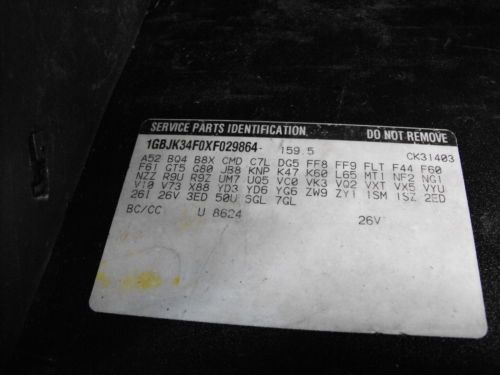 SERVICE PARTS IDENTIFICATION DO NOT REMOVE
1GBJK34F0XF029864- 159.5 CK31403
A52 BQ4 B8X CMD C7L DG5 FF8 FF9 FLT F44 F60
F61 GT5 G80 JB8 KNP K47 K60 L65 MT1 NF2 NG1
NZZ R9U R9Z UM7 UQ5 VC0 VK3 VQ2 VXT VX5 VYU
V10 V73 X88 YD3 YD6 YG6 ZW9 ZY1 1SM 1SZ 2ED
26I 26V 3ED 50U 5GL 7GL
BC/CC U 8624 26V